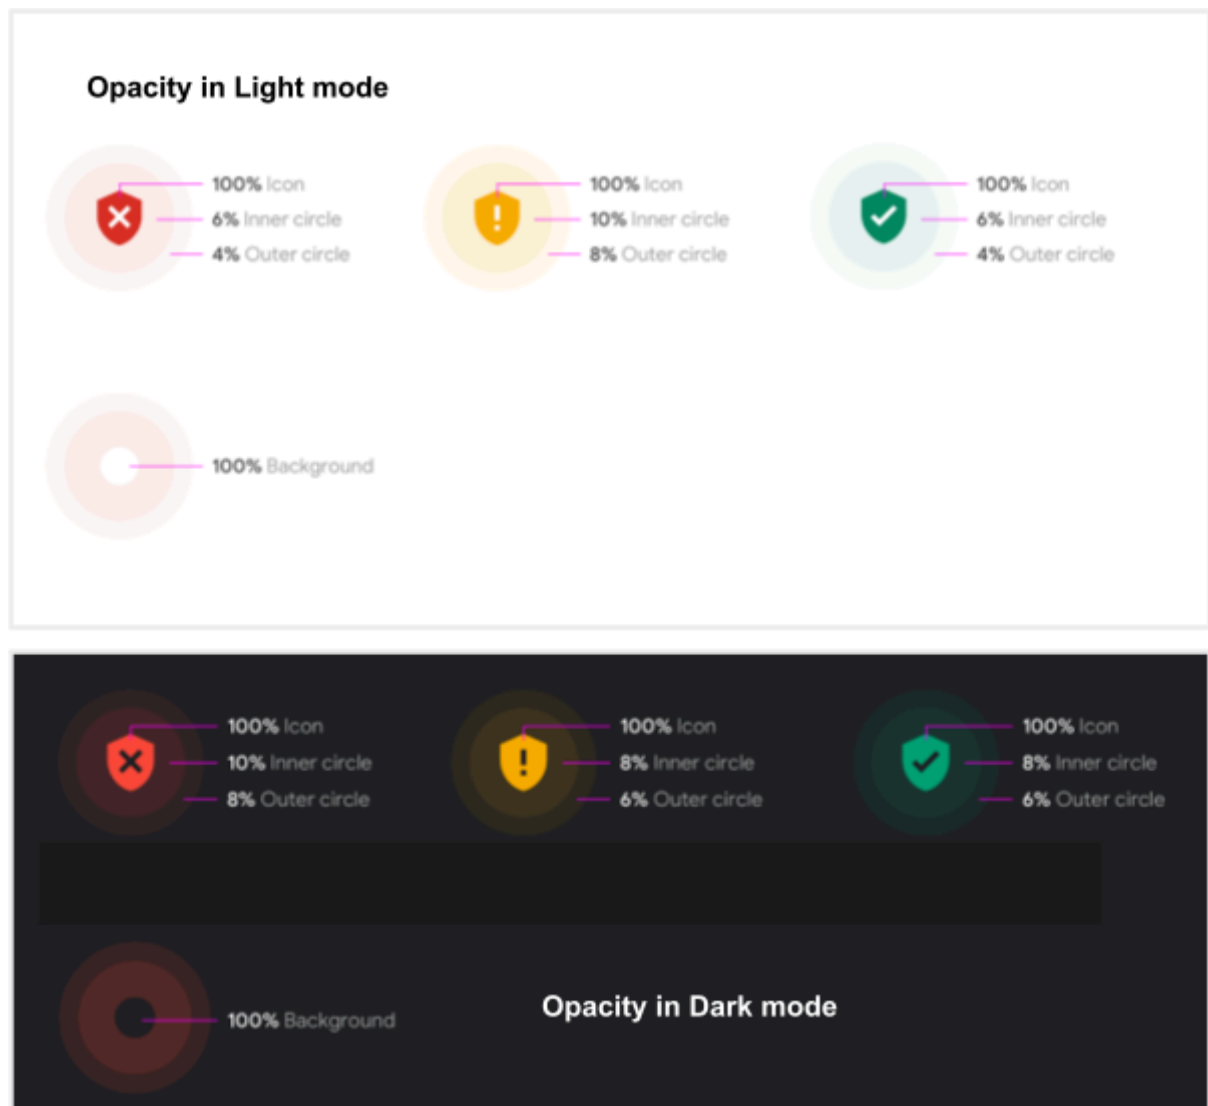 Opacity in Light mode
100% Icon
6% Inner circle
4% Outer circle
100% Icon
10% Inner circle
8% Outer circle
100% Icon
6% Inner circle
4% Outer circle
100% Background
100% Icon
10% Inner circle
8% Outer circle
100% Icon
8% Inner circle
6% Outer circle
100% Icon
8% Inner circle
6% Outer circle
100% Background
Opacity in Dark mode